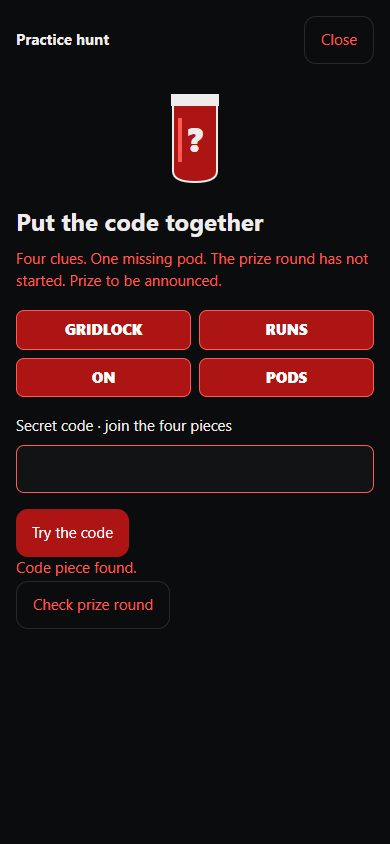 Practice hunt
Close
?
Put the code together
Four clues. One missing pod. The prize round has not
started. Prize to be announced.
GRIDLOCK
RUNS
ON
PODS
Secret code · join the four pieces
Try the code
Code piece found.
Check prize round